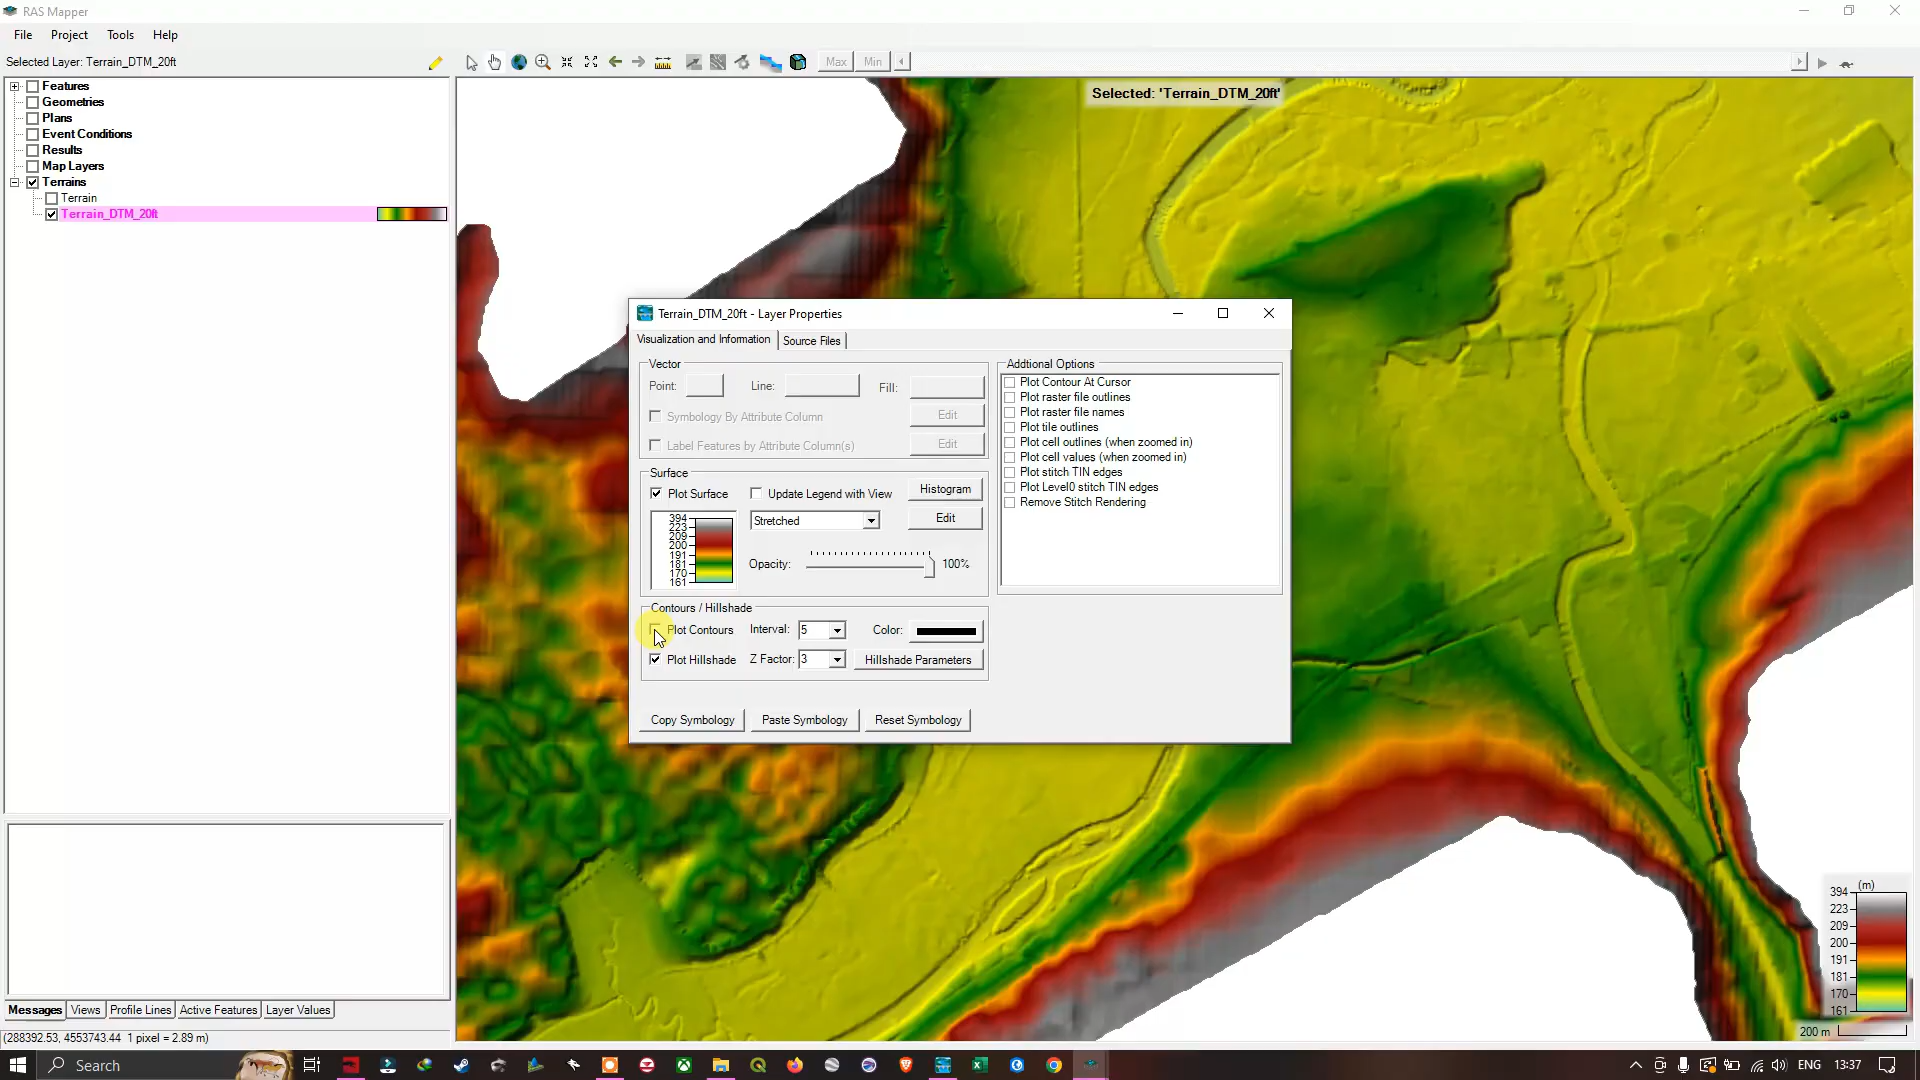 RAS Mapper
File Project Tools Help
Selected Layer: Terrain_DTM_20ft
Max Min
Features
Geometries
Plans
Event Conditions
Results
Map Layers
Terrains
Terrain
Terrain_DTM_20ft
Selected: 'Terrain_DTM_20ft'
Terrain_DTM_20ft - Layer Properties
Visualization and Information Source Files
Vector
Point: Line: Fill:
Symbology By Attribute Column Edit
Label Features by Attribute Column(s) Edit
Surface
Plot Surface Update Legend with View Histogram
Stretched Edit
394
223
209
200
191
181
170
161
Opacity: 100%
Contours / Hillshade
Plot Contours Interval: 5 Color:
Plot Hillshade Z Factor: 3 Hillshade Parameters
Copy Symbology Paste Symbology Reset Symbology
Addtional Options
Plot Contour At Cursor
Plot raster file outlines
Plot raster file names
Plot tile outlines
Plot cell outlines (when zoomed in)
Plot cell values (when zoomed in)
Plot stitch TIN edges
Plot Level0 stitch TIN edges
Remove Stitch Rendering
(m)
394
223
209
200
191
181
170
161
200 m
Messages Views Profile Lines Active Features Layer Values
(288392.53, 4553743.44 1 pixel = 2.89 m)
Search
ENG 13:37